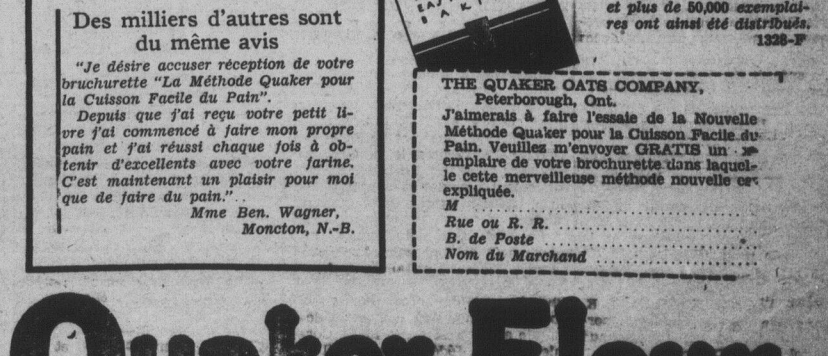 Des milliers d'autres sont
du même avis
"Je désire accuser réception de votre
bruchurette "La Méthode Quaker pour
la Cuisson Facile du Pain".
Depuis que j'ai reçu votre petit li-
vre j'ai commencé à faire mon propre
pain et j'ai réussi chaque fois à ob-
tenir d'excellents avec votre farine.
C'est maintenant un plaisir pour moi
que de faire du pain."
Mme Ben. Wagner,
Moncton, N.-B.
et plus de 50,000 exemplai-
res ont ainsi été distribués.
1328-F
THE QUAKER OATS COMPANY,
Peterborough, Ont.
J'aimerais à faire l'essaie de la Nouvelle
Méthode Quaker pour la Cuisson Facile du
Pain. Veuillez m'envoyer GRATIS un
emplaire de votre brochurette dans laquel-
le cette merveilleuse méthode nouvelle
expliquée.
M
Rue ou R. R.
B. de Poste
Nom du Marchand
Quaker Flour